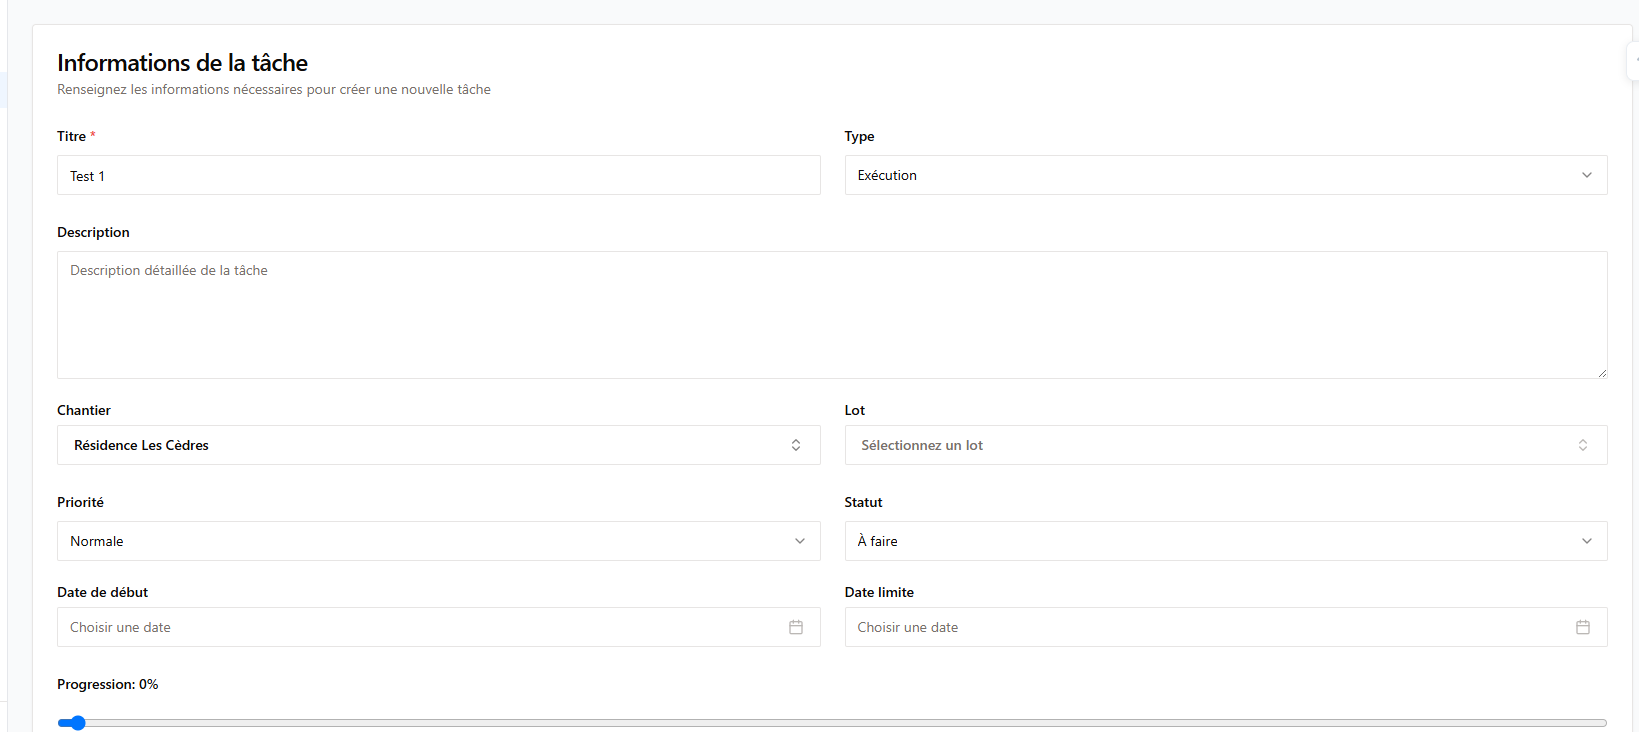 Informations de la tâche
Renseignez les informations nécessaires pour créer une nouvelle tâche
Titre *
Test 1
Type
Exécution
Description
Description détaillée de la tâche
Chantier
Résidence Les Cèdres
Lot
Sélectionnez un lot
Priorité
Normale
Statut
À faire
Date de début
Choisir une date
Date limite
Choisir une date
Progression: 0%